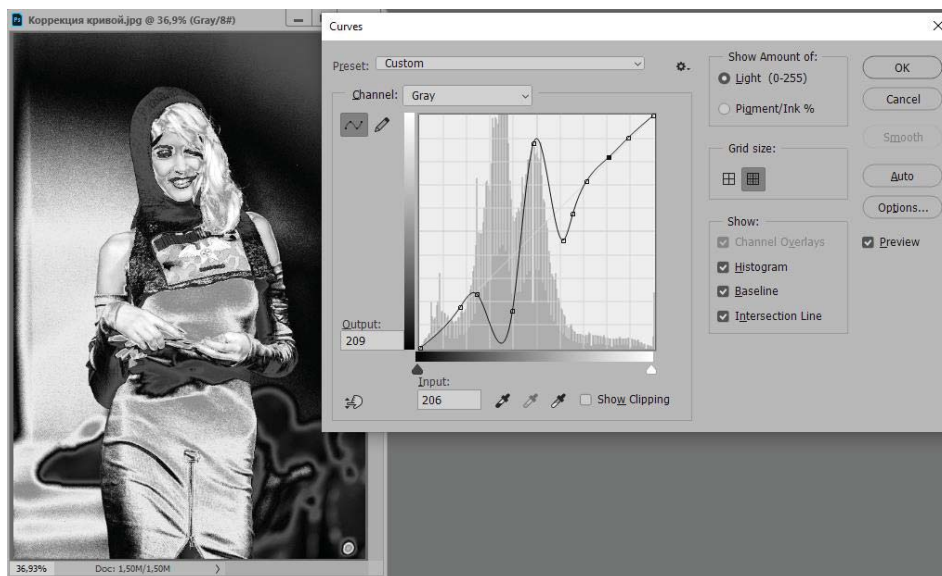 Ps Коррекция кривой.jpg @ 36,9% (Gray/8#)
Curves
Preset: Custom
Channel: Gray
Output:
209
Input:
206
Show Clipping
Show Amount of:
Light (0-255)
Pigment/Ink %
Grid size:
Show:
Channel Overlays
Histogram
Baseline
Intersection Line
OK
Cancel
Smooth
Auto
Options...
Preview
36,93% Doc: 1,50M/1,50M